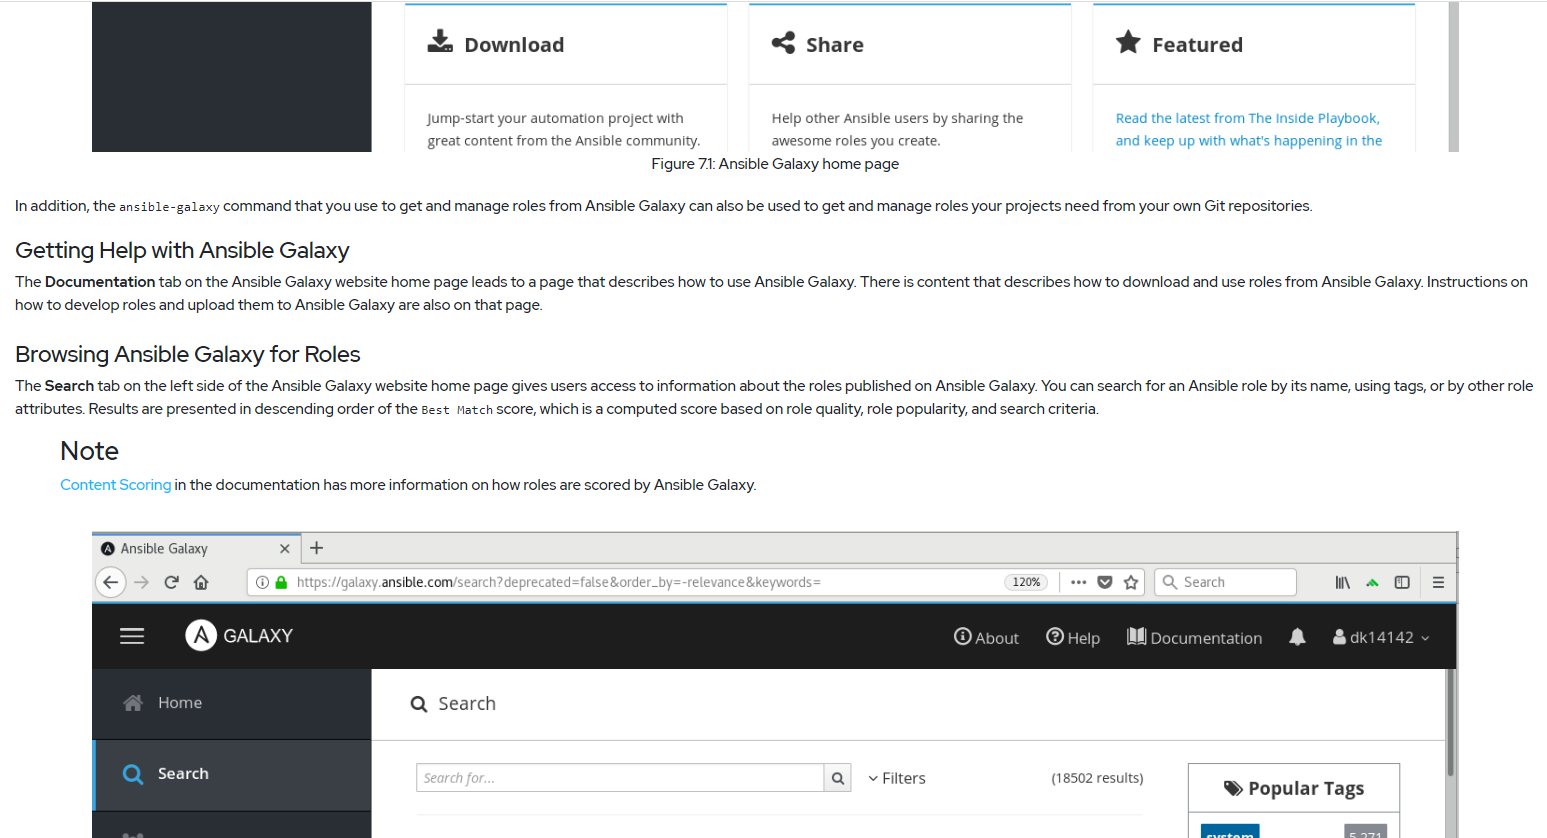 Download
Share
Featured
Jump-start your automation project with
great content from the Ansible community.
Help other Ansible users by sharing the
awesome roles you create.
Read the latest from The Inside Playbook,
and keep up with what's happening in the
Figure 7.1: Ansible Galaxy home page
In addition, the ansible-galaxy command that you use to get and manage roles from Ansible Galaxy can also be used to get and manage roles your projects need from your own Git repositories.
Getting Help with Ansible Galaxy
The Documentation tab on the Ansible Galaxy website home page leads to a page that describes how to use Ansible Galaxy. There is content that describes how to download and use roles from Ansible Galaxy. Instructions on
how to develop roles and upload them to Ansible Galaxy are also on that page.
Browsing Ansible Galaxy for Roles
The Search tab on the left side of the Ansible Galaxy website home page gives users access to information about the roles published on Ansible Galaxy. You can search for an Ansible role by its name, using tags, or by other role
attributes. Results are presented in descending order of the Best Match score, which is a computed score based on role quality, role popularity, and search criteria.
Note
Content Scoring in the documentation has more information on how roles are scored by Ansible Galaxy.
Ansible Galaxy
https://galaxy.ansible.com/search?deprecated=false&order_by=-relevance&keywords=
120%
Search
GALAXY
About
Help
Documentation
dk14142
Home
Search
Search
Search for...
Filters
(18502 results)
Popular Tags
system
5,271